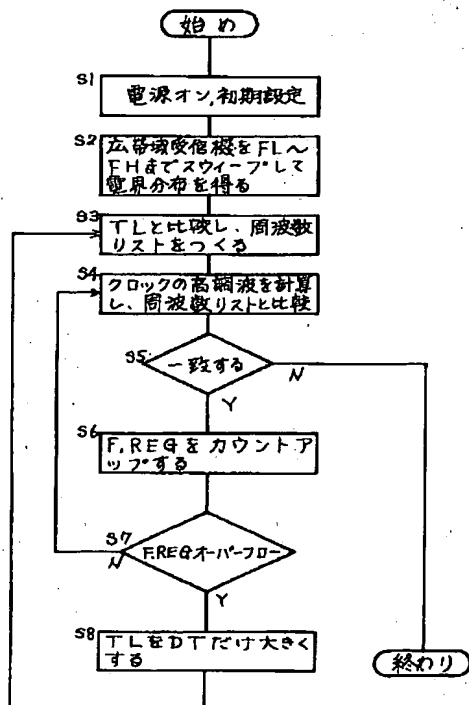 始め
S1
電源オン,初期設定
S2
広帯域受信機をFL～
FHまでスウィープして
電界分布を得る
S3
TLと比較し、周波数
リストをつくる
S4
クロックの高調波を計算
し、周波数リストと比較
S5
一致する
N
Y
S6
F,REGをカウントア
ップする
S7
F.REGオーバーフロー
N
Y
S8
TLをDTだけ大きく
する
終わり